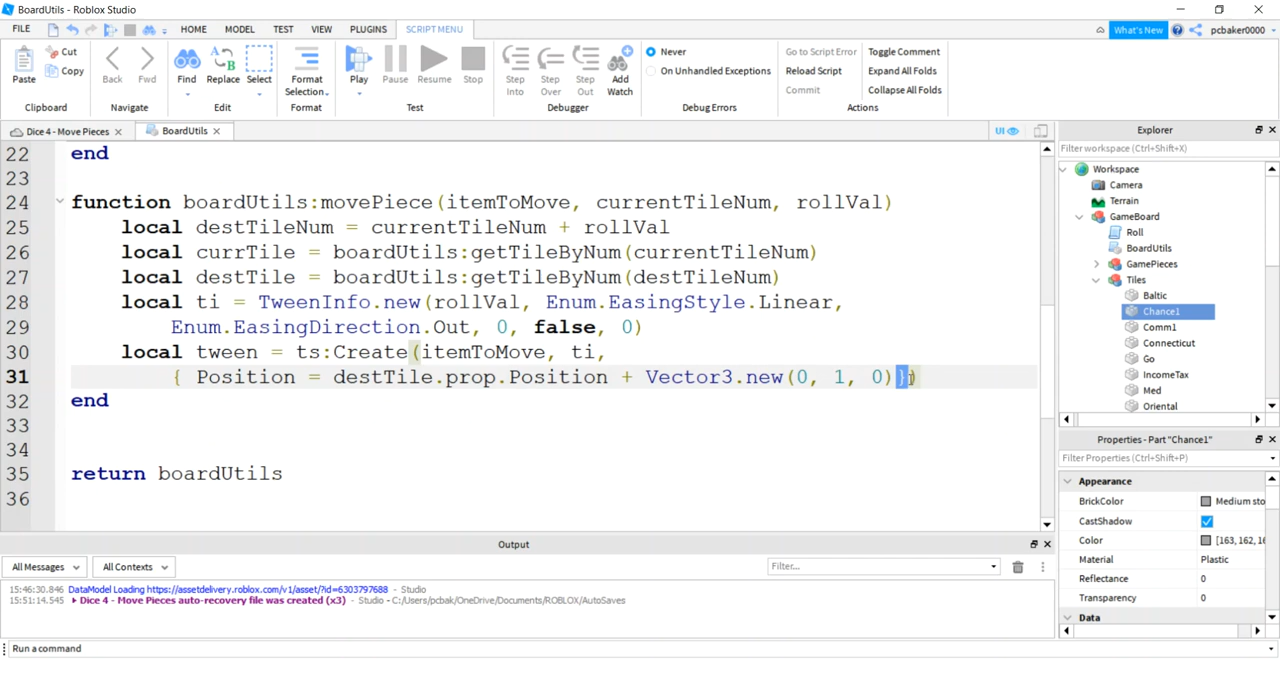 BoardUtils - Roblox Studio
FILE HOME MODEL TEST VIEW PLUGINS SCRIPT MENU What's New pcbaker0000
Paste Cut Copy Back Fwd Find Replace Select Format Selection Play Pause Resume Stop Step Into Step Over Step Out Add Watch Never On Unhandled Exceptions Go to Script Error Reload Script Commit Toggle Comment Expand All Folds Collapse All Folds
Clipboard Navigate Edit Format Test Debugger Debug Errors Actions
Dice 4 - Move Pieces BoardUtils UI
22 end
23
24 function boardUtils:movePiece(itemToMove, currentTileNum, rollVal)
25 local destTileNum = currentTileNum + rollVal
26 local currTile = boardUtils:getTileByNum(currentTileNum)
27 local destTile = boardUtils:getTileByNum(destTileNum)
28 local ti = TweenInfo.new(rollVal, Enum.EasingStyle.Linear,
29 Enum.EasingDirection.Out, 0, false, 0)
30 local tween = ts:Create(itemToMove, ti,
31 { Position = destTile.prop.Position + Vector3.new(0, 1, 0)})
32 end
33
34
35 return boardUtils
36
Explorer
Filter workspace (Ctrl+Shift+X)
Workspace
Camera
Terrain
GameBoard
Roll
BoardUtils
GamePieces
Tiles
Baltic
Chance1
Comm1
Connecticut
Go
IncomeTax
Med
Oriental
Properties - Part "Chance1"
Filter Properties (Ctrl+Shift+P)
Appearance
BrickColor Medium sto
CastShadow
Color [163, 162, 16
Material Plastic
Reflectance 0
Transparency 0
Data
Output
All Messages All Contexts Filter...
15:46:30.846 DataModel Loading https://assetdelivery.roblox.com/v1/asset/?id=6303797688 - Studio
15:51:14.545 Dice 4 - Move Pieces auto-recovery file was created (x3) - Studio - C:/Users/pcbak/OneDrive/Documents/ROBLOX/AutoSaves
Run a command